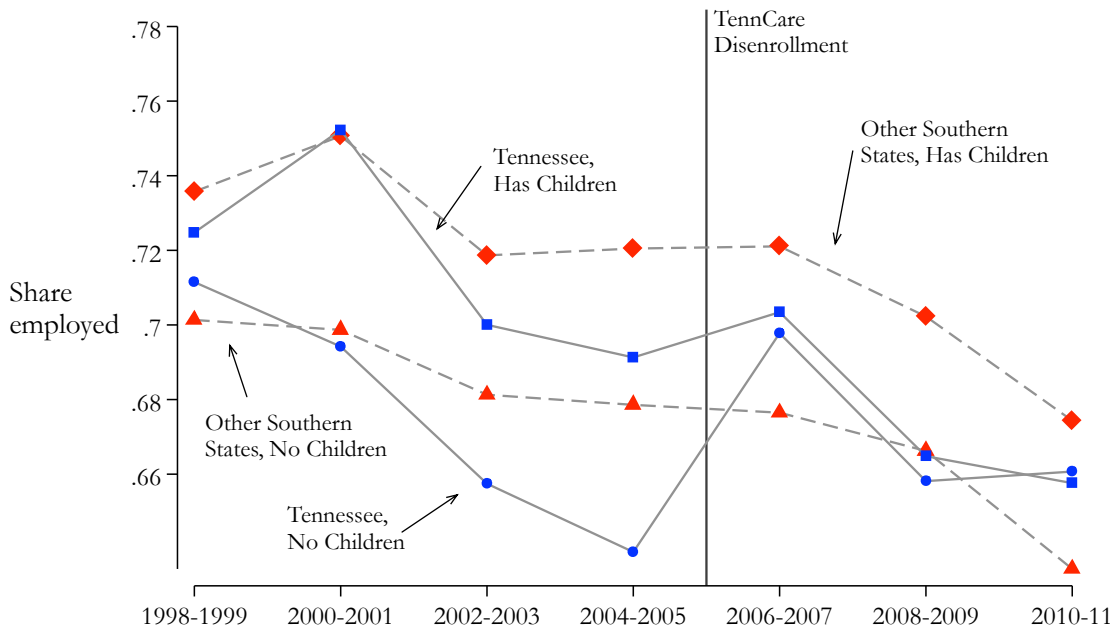 .78
TennCare
Disenrollment
.76
Other Southern
States, Has Children
Tennessee,
Has Children
.74
.72
Share
employed
.7
.68
Other Southern
States, No Children
.66
Tennessee,
No Children
1998-1999
2000-2001
2002-2003
2004-2005
2006-2007
2008-2009
2010-11